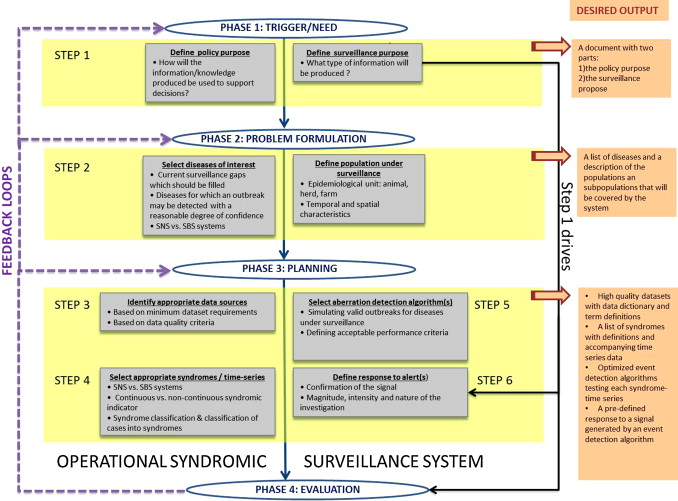 PHASE 1: TRIGGER/NEED
DESIRED OUTPUT
STEP 1
Define policy purpose
• How will the
information/knowledge
produced be used to support
decisions?
Define surveillance purpose
• What type of information will
be produced ?
A document with two
parts:
1)the policy purpose
2)the surveillance
propose
PHASE 2: PROBLEM FORMULATION
STEP 2
Select diseases of interest
• Current surveillance gaps
which should be filled
• Diseases for which an outbreak
may be detected with a
reasonable degree of confidence
• SNS vs. SBS systems
Define population under
surveillance
• Epidemiological unit: animal,
herd, farm
• Temporal and spatial
characteristics
A list of diseases and a
description of the
populations an
subpopulations that will
be covered by the
system
FEEDBACK LOOPS
Step 1 drives
PHASE 3: PLANNING
STEP 3
Identify appropriate data sources
• Based on minimum dataset requirements
• Based on data quality criteria
Select aberration detection algorithm(s)
• Simulating valid outbreaks for diseases
under surveillance
• Defining acceptable performance criteria
STEP 5
STEP 4
Select appropriate syndromes / time-series
• SNS vs. SBS systems
• Continuous vs. non-continuous syndromic
indicator
• Syndrome classification & classification of
cases into syndromes
Define response to alert(s)
• Confirmation of the signal
• Magnitude, intensity and nature of the
investigation
STEP 6
• High quality datasets
with data dictionary and
term definitions
• A list of syndromes
with definitions and
accompanying time
series data
• Optimized event
detection algorithms
testing each syndrome-
time series
• A pre-defined
response to a signal
generated by an event
detection algorithm
OPERATIONAL SYNDROMIC SURVEILLANCE SYSTEM
PHASE 4: EVALUATION